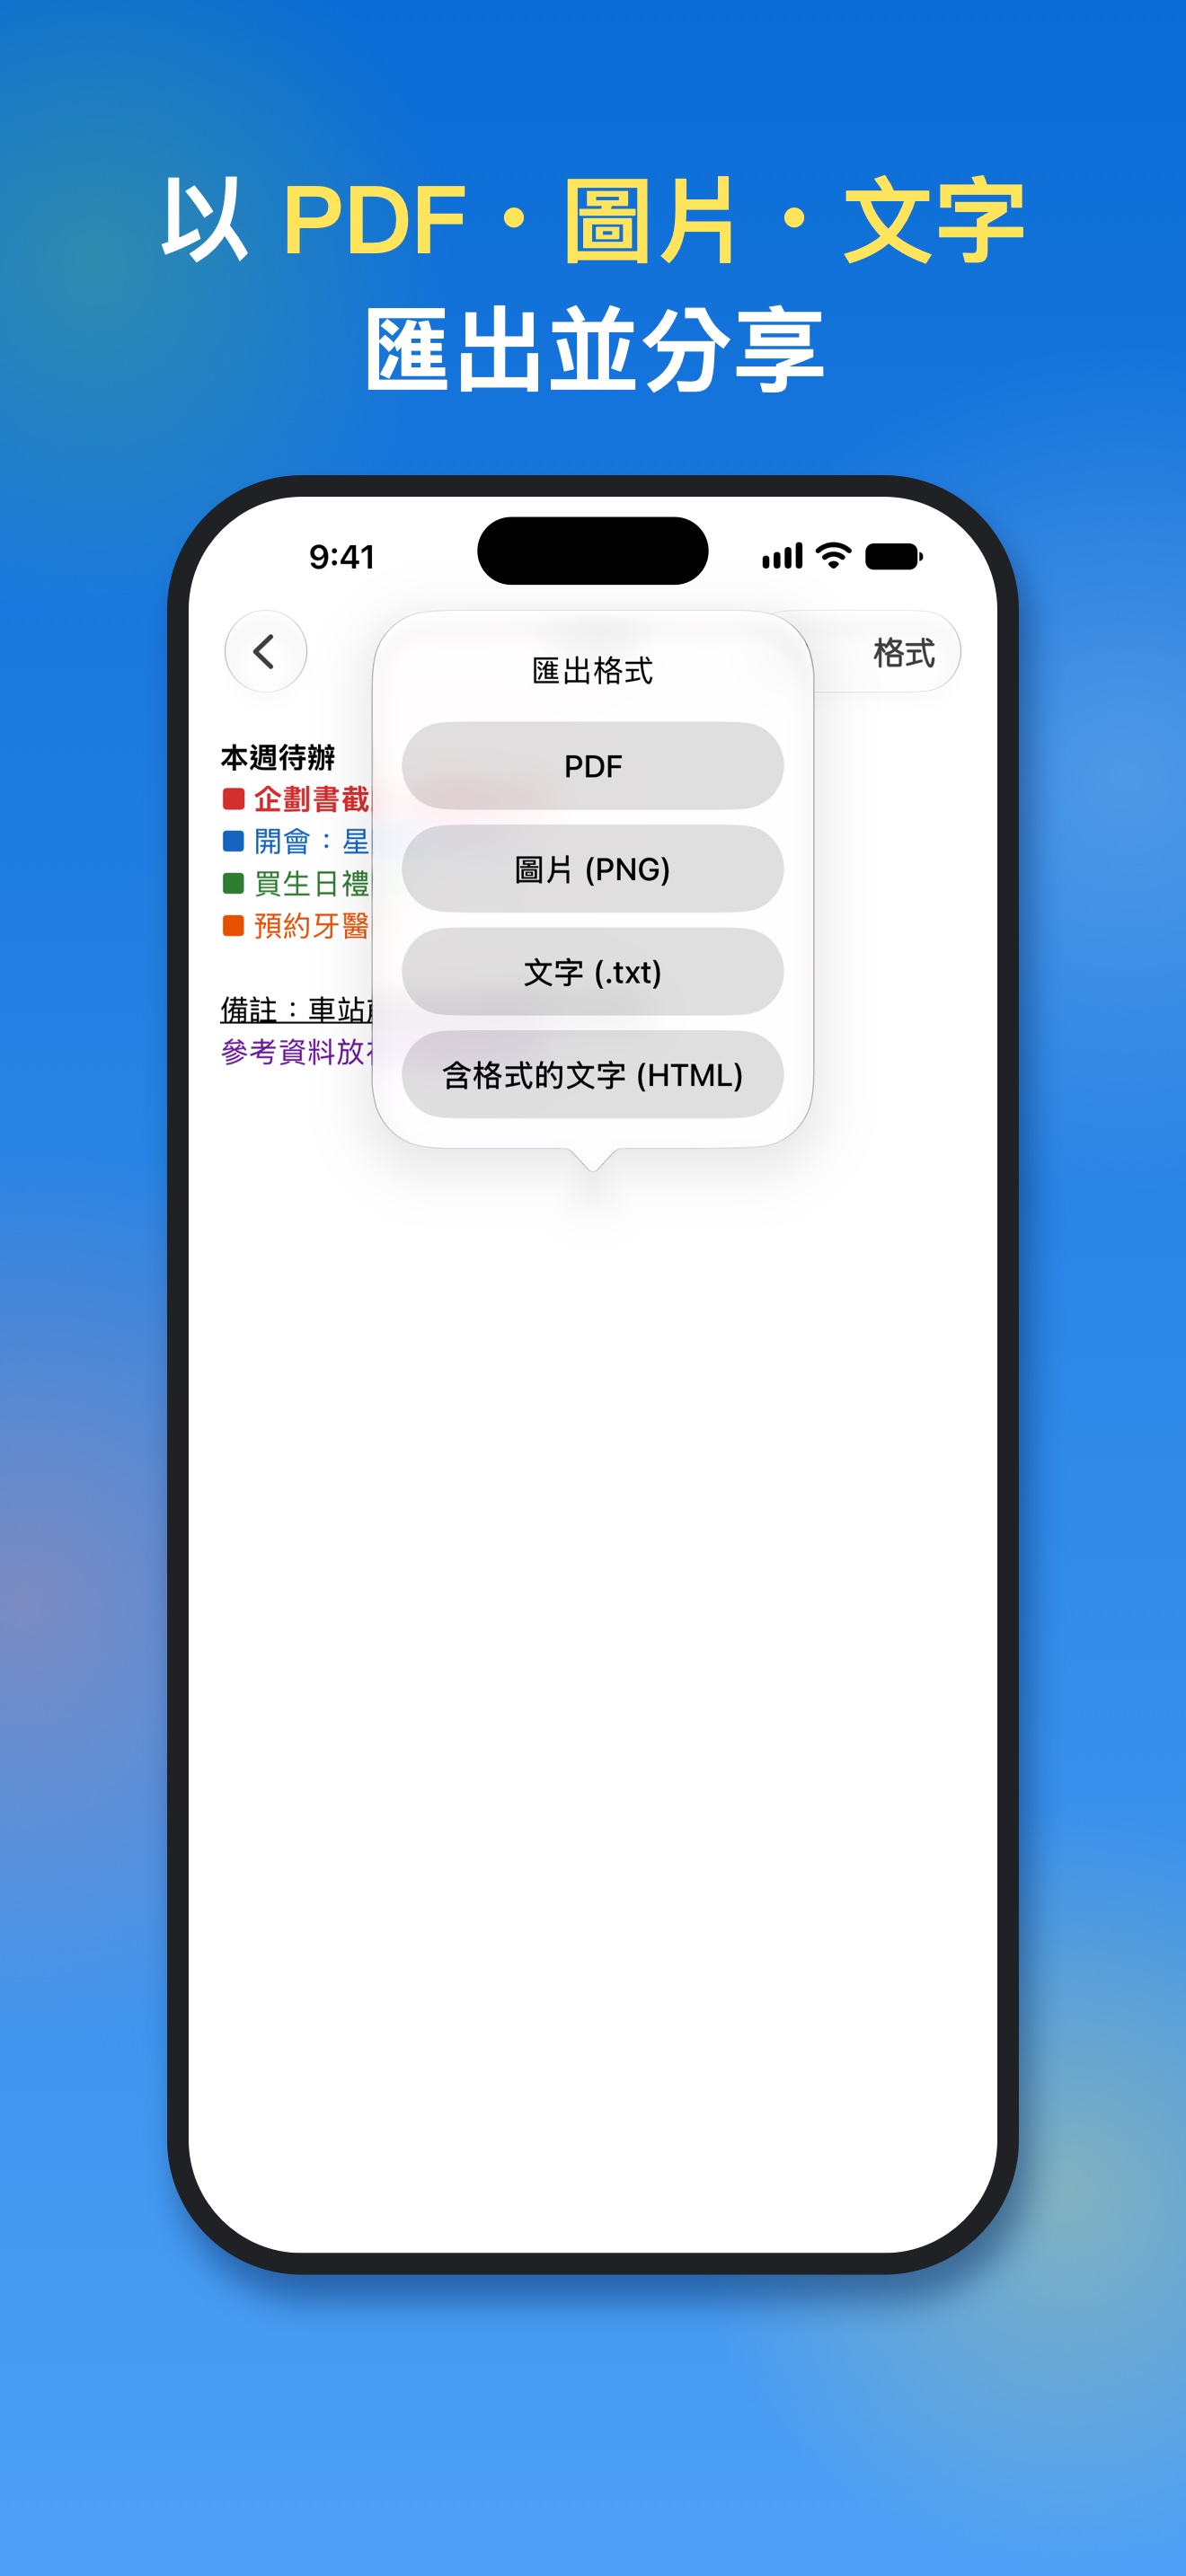 以 PDF・圖片・文字
匯出並分享
9:41
格式
匯出格式
PDF
圖片 (PNG)
文字 (.txt)
含格式的文字 (HTML)
本週待辦
企劃書截
開會：星
買生日禮
預約牙醫
備註：車站
參考資料放